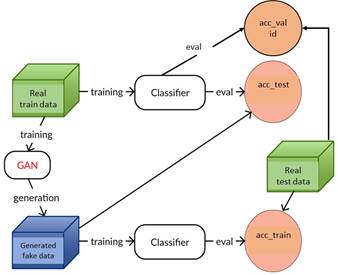 acc_val
id
eval
Real
train data
training
Classifier
eval
acc_test
training
GAN
Real
test data
generation
Generated
fake data
training
Classifier
eval
acc_train